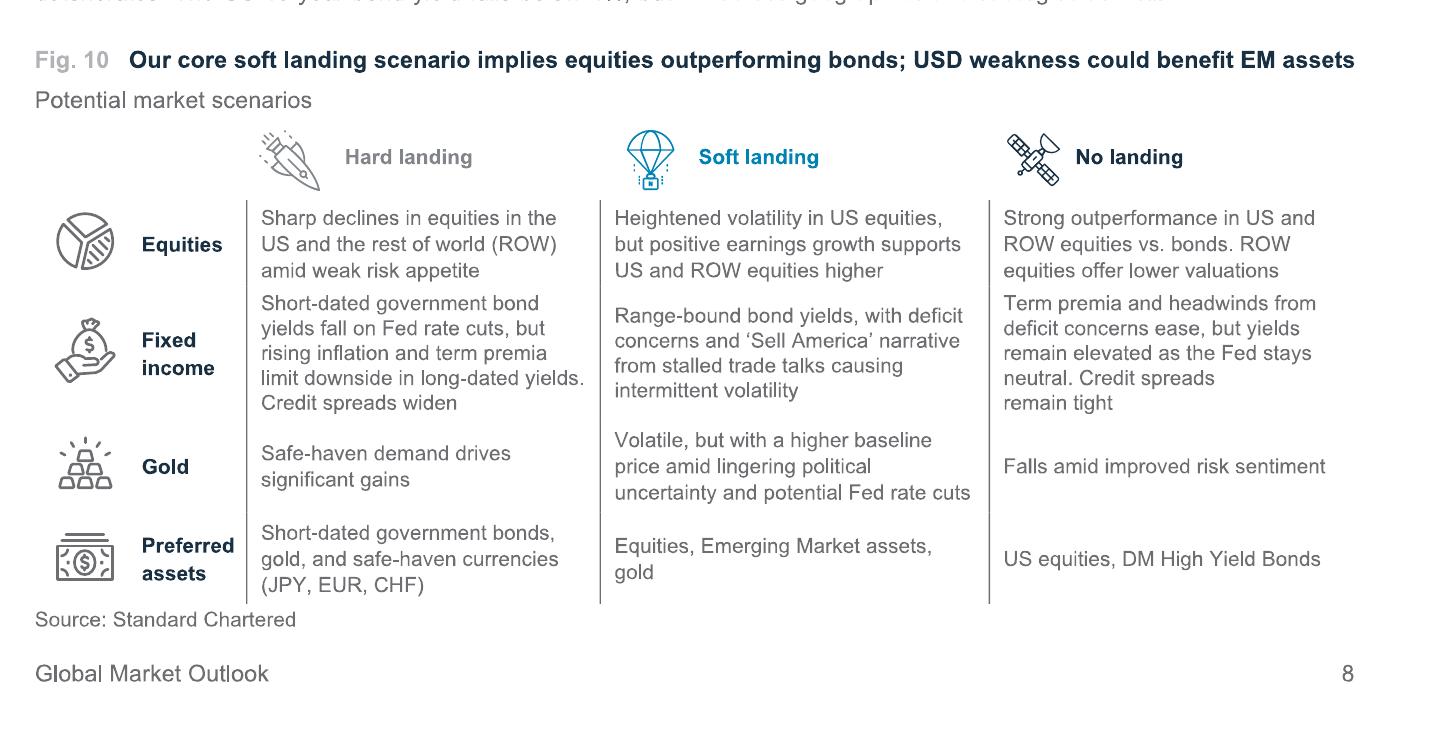 Fig. 10 Our core soft landing scenario implies equities outperforming bonds; USD weakness could benefit EM assets
Potential market scenarios
Hard landing
Soft landing
No landing
Equities
Sharp declines in equities in the
US and the rest of world (ROW)
amid weak risk appetite
Heightened volatility in US equities,
but positive earnings growth supports
US and ROW equities higher
Strong outperformance in US and
ROW equities vs. bonds. ROW
equities offer lower valuations
Fixed
income
Short-dated government bond
yields fall on Fed rate cuts, but
rising inflation and term premia
limit downside in long-dated yields.
Credit spreads widen
Range-bound bond yields, with deficit
concerns and ‘Sell America’ narrative
from stalled trade talks causing
intermittent volatility
Term premia and headwinds from
deficit concerns ease, but yields
remain elevated as the Fed stays
neutral. Credit spreads
remain tight
Gold
Safe-haven demand drives
significant gains
Volatile, but with a higher baseline
price amid lingering political
uncertainty and potential Fed rate cuts
Falls amid improved risk sentiment
Preferred
assets
Short-dated government bonds,
gold, and safe-haven currencies
(JPY, EUR, CHF)
Equities, Emerging Market assets,
gold
US equities, DM High Yield Bonds
Source: Standard Chartered
Global Market Outlook
8